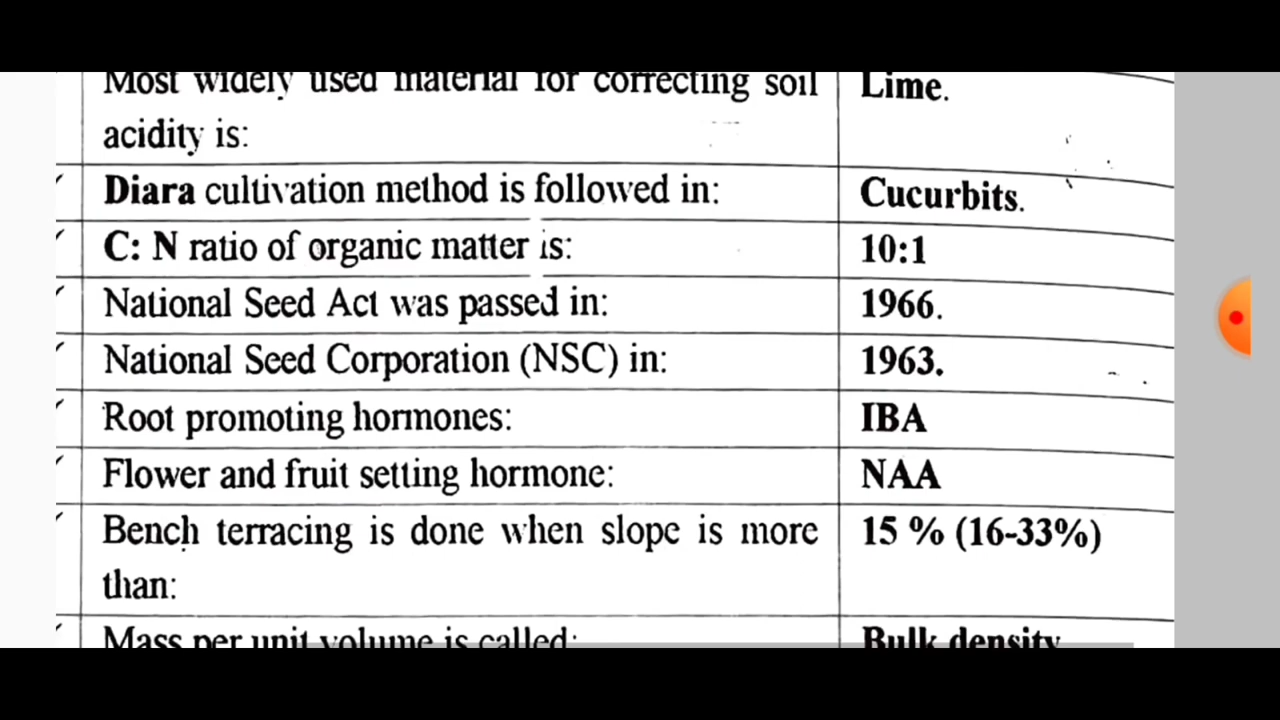 Most widely used material for correcting soil Lime.
acidity is:
Diara cultivation method is followed in: Cucurbits.
C: N ratio of organic matter is: 10:1
National Seed Act was passed in: 1966.
National Seed Corporation (NSC) in: 1963.
Root promoting hormones: IBA
Flower and fruit setting hormone: NAA
Bench terracing is done when slope is more 15 % (16-33%)
than:
Mass per unit volume is called: Bulk density